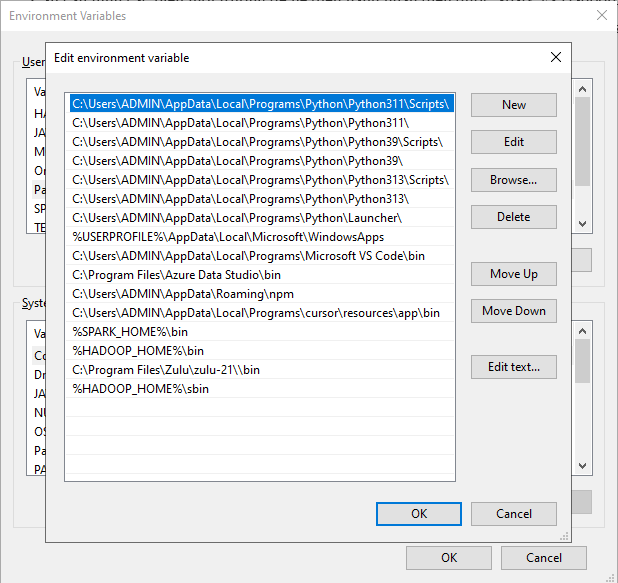 Environment Variables
Edit environment variable
User
Va
HA
JA
M
On
Pa
SP
TE
C:\Users\ADMIN\AppData\Local\Programs\Python\Python311\Scripts\
C:\Users\ADMIN\AppData\Local\Programs\Python\Python311\
C:\Users\ADMIN\AppData\Local\Programs\Python\Python39\Scripts\
C:\Users\ADMIN\AppData\Local\Programs\Python\Python39\
C:\Users\ADMIN\AppData\Local\Programs\Python\Python313\Scripts\
C:\Users\ADMIN\AppData\Local\Programs\Python\Python313\
C:\Users\ADMIN\AppData\Local\Programs\Python\Launcher\
%USERPROFILE%\AppData\Local\Microsoft\WindowsApps
C:\Users\ADMIN\AppData\Local\Programs\Microsoft VS Code\bin
C:\Program Files\Azure Data Studio\bin
C:\Users\ADMIN\AppData\Roaming\npm
C:\Users\ADMIN\AppData\Local\Programs\cursor\resources\app\bin
%SPARK_HOME%\bin
%HADOOP_HOME%\bin
C:\Program Files\Zulu\zulu-21\\bin
%HADOOP_HOME%\sbin
New
Edit
Browse...
Delete
Move Up
Move Down
Edit text...
Syste
Va
Co
Dr
JA
NU
OS
Pa
PA
OK
Cancel
OK
Cancel